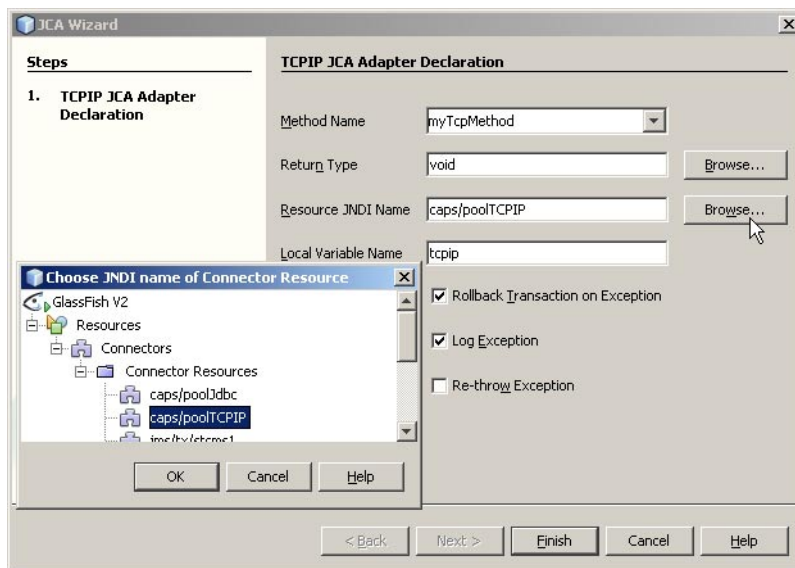 JCA Wizard
Steps
1. TCPIP JCA Adapter
Declaration
TCPIP JCA Adapter Declaration
Method Name myTcpMethod
Return Type void Browse...
Resource JNDI Name caps/poolTCPIP Browse...
Local Variable Name tcpip
Rollback Transaction on Exception
Log Exception
Re-throw Exception
Choose JNDI name of Connector Resource
GlassFish V2
Resources
Connectors
Connector Resources
caps/poolJdbc
caps/poolTCPIP
OK Cancel Help
< Back Next > Finish Cancel Help